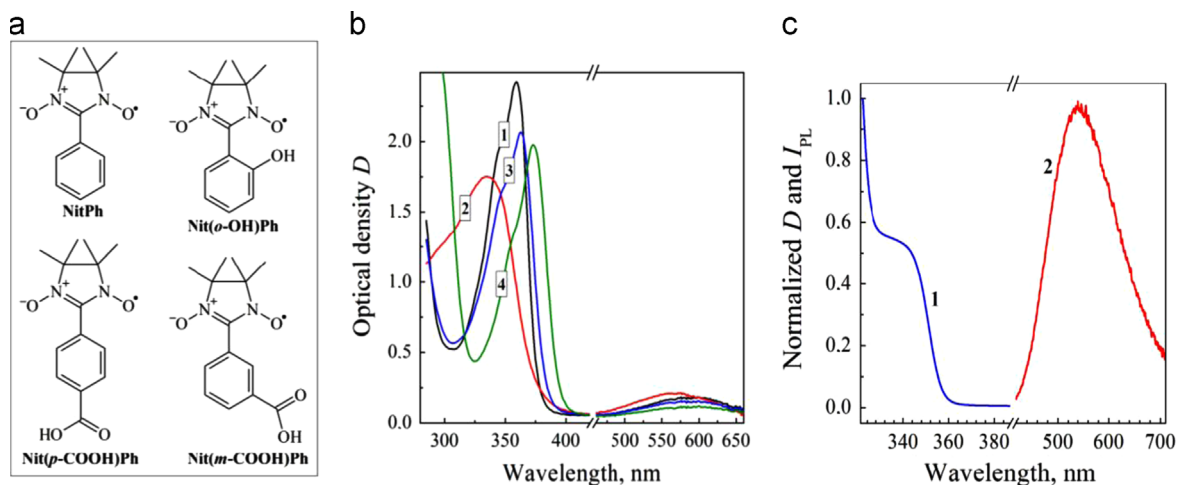 a
b
c
−O
N
+
N
O•
NitPh
−O
N
+
N
O•
OH
Nit(o-OH)Ph
−O
N
+
N
O•
HO
O
Nit(p-COOH)Ph
−O
N
+
N
O•
O
OH
Nit(m-COOH)Ph
Optical density D
2.0
1.5
1.0
0.5
0.0
1
2
3
4
300 350 400 500 550 600 650
Wavelength, nm
Normalized D and IPL
1.0
0.8
0.6
0.4
0.2
0.0
1
2
340 360 380 500 600 700
Wavelength, nm